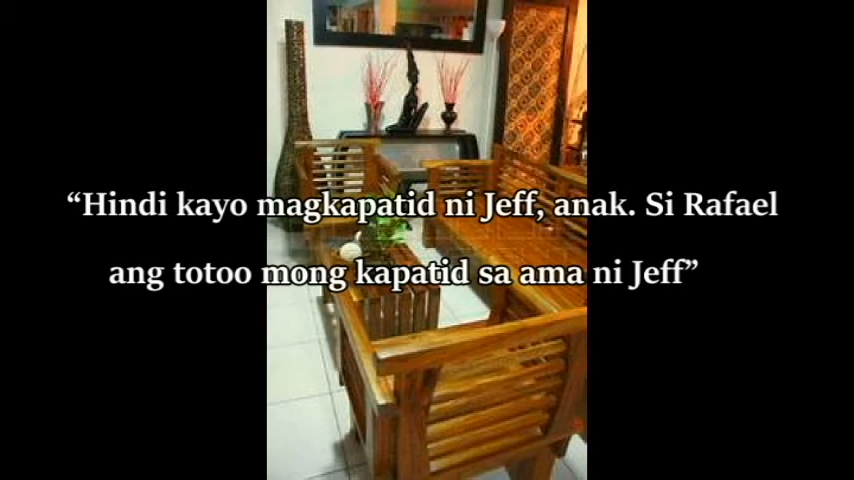 “Hindi kayo magkapatid ni Jeff, anak. Si Rafael
ang totoo mong kapatid sa ama ni Jeff”